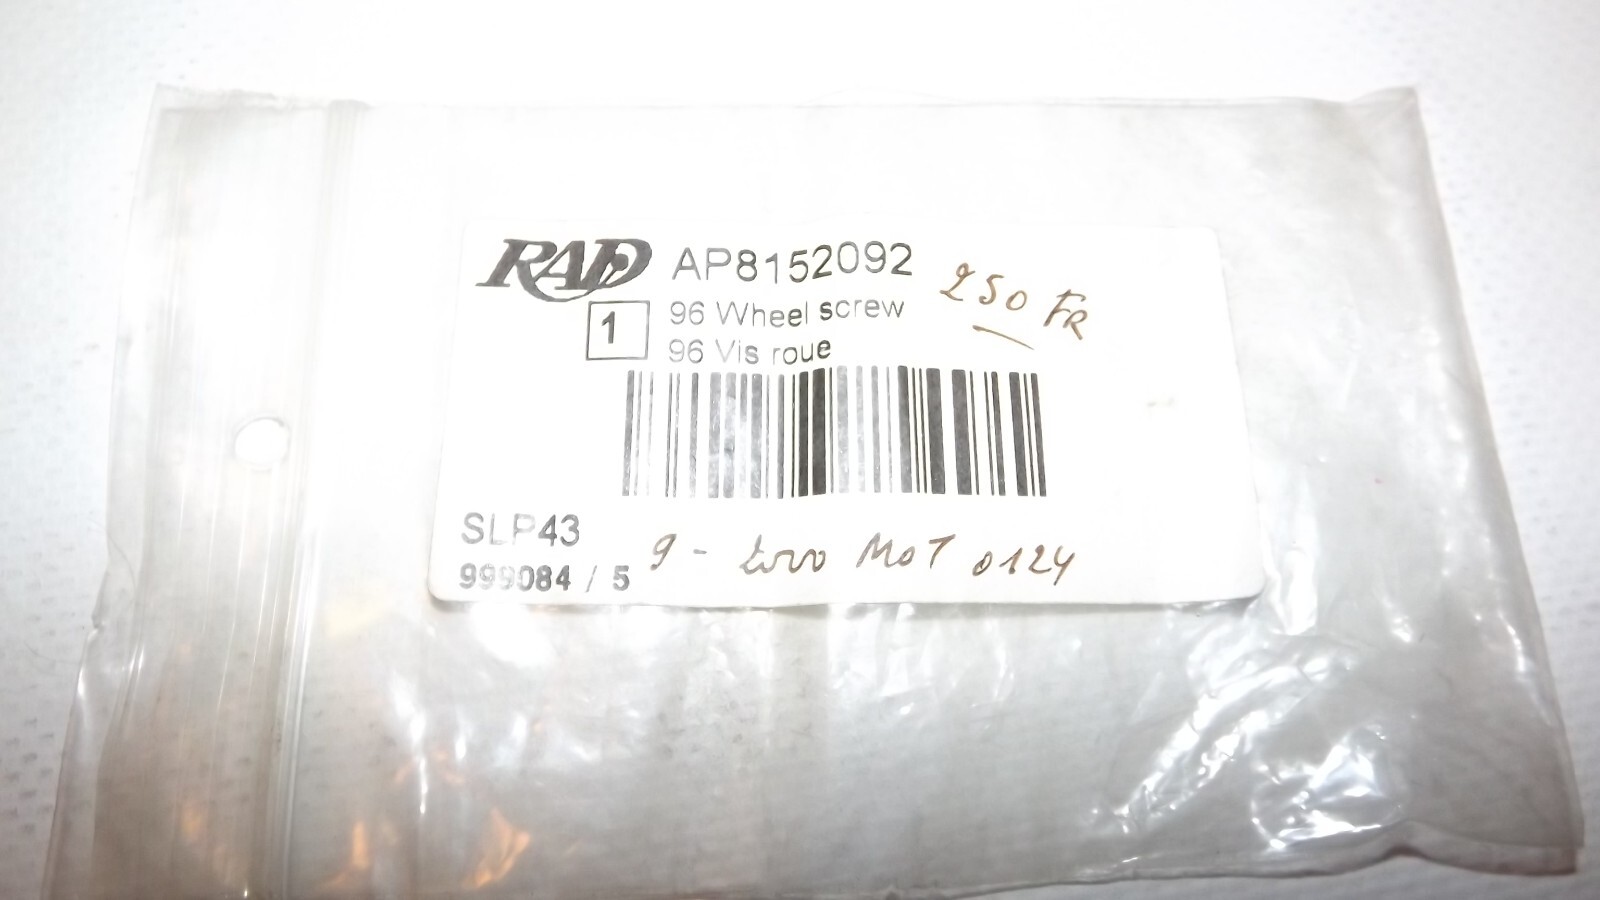 RAD AP8152092
250 FR
1 96 Wheel screw
96 Vis roue
SLP43
999084 / 5
9 - MOT 0124